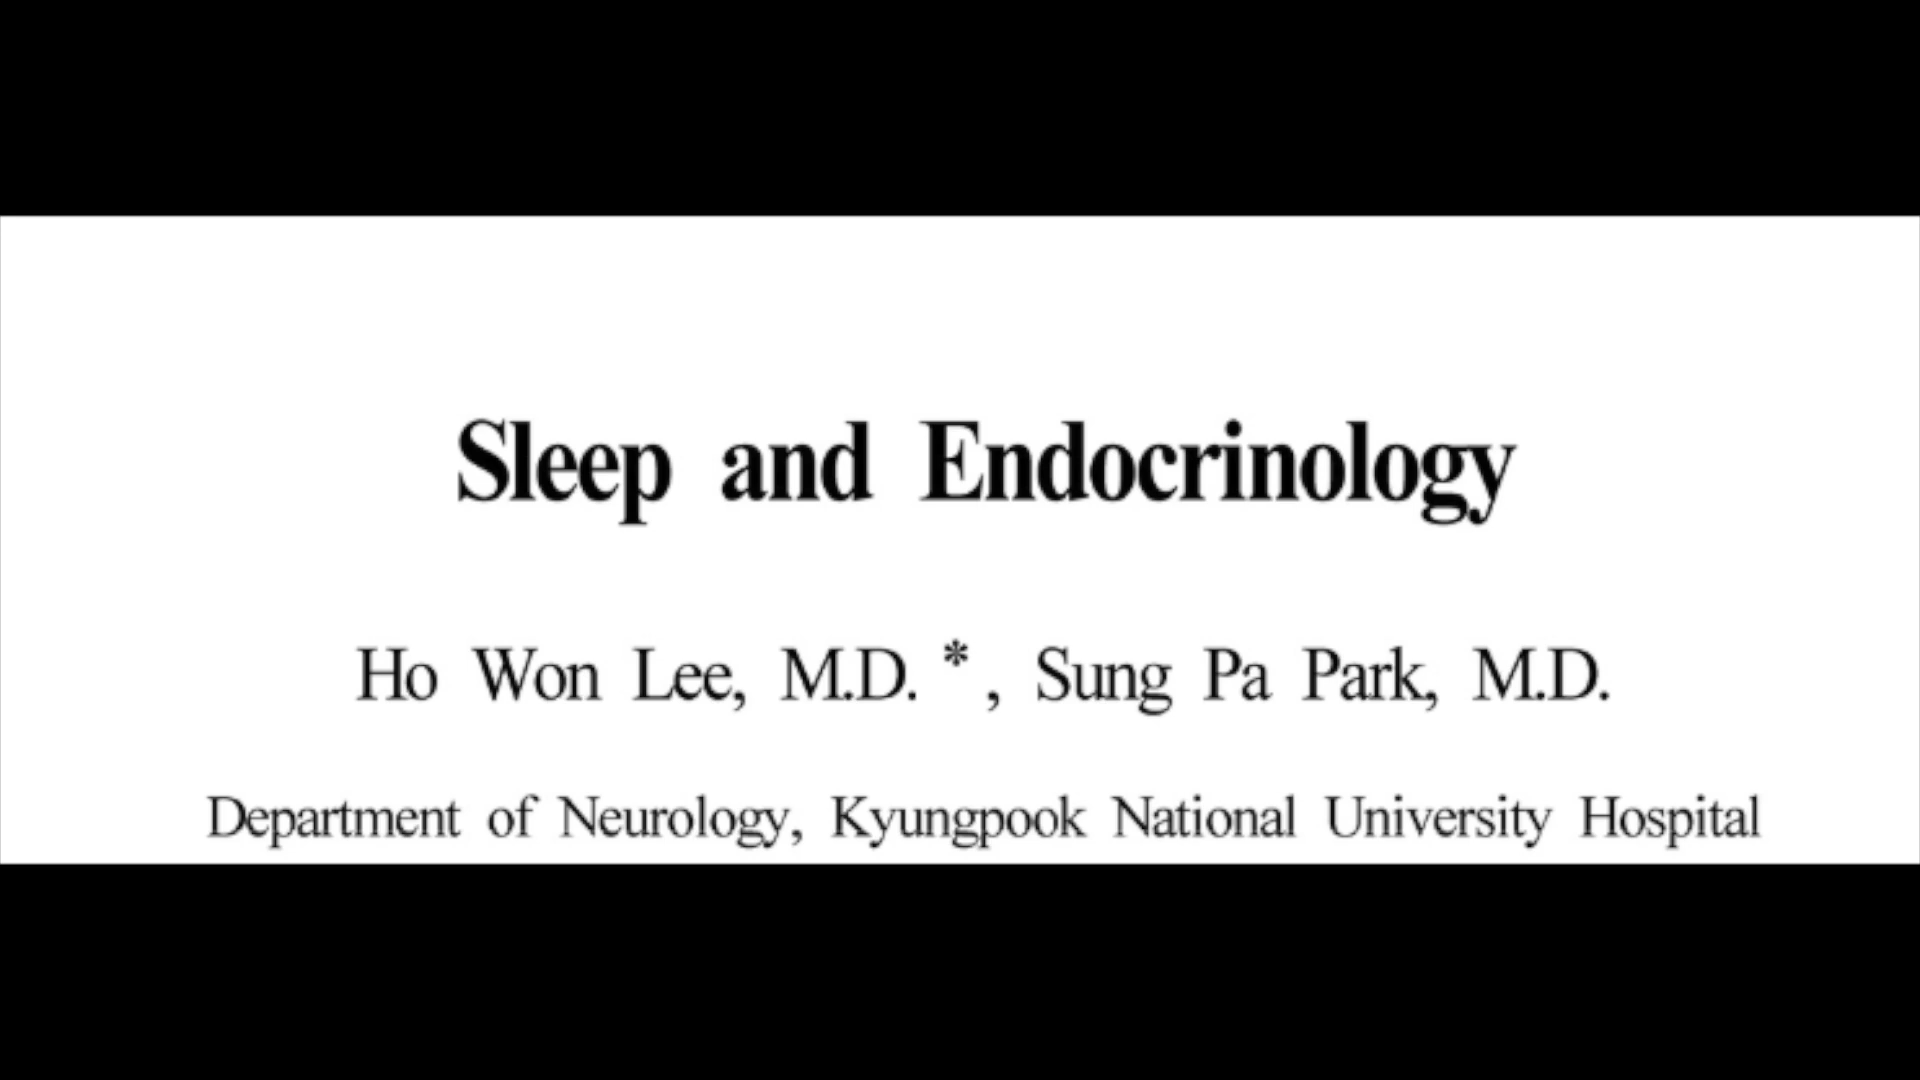 Sleep and Endocrinology
Ho Won Lee, M.D. *, Sung Pa Park, M.D.
Department of Neurology, Kyungpook National University Hospital